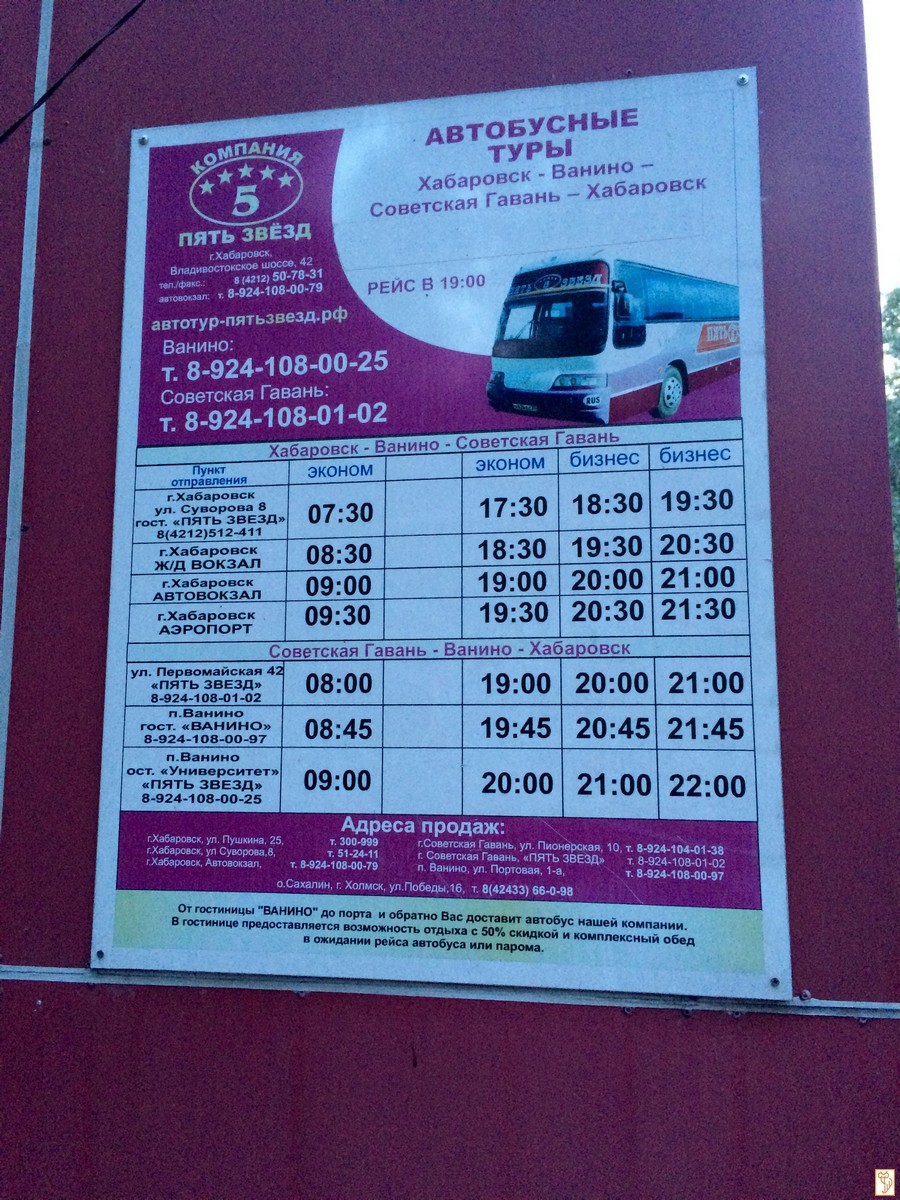 КОМПАНИЯ
5
ПЯТЬ ЗВЁЗД
г.Хабаровск,
Владивостокское шоссе, 42
тел./факс.: 8 (4212) 50-78-31
автовокзал: т. 8-924-108-00-79
автотур-пятьзвезд.рф
Ванино:
т. 8-924-108-00-25
Советская Гавань:
т. 8-924-108-01-02
АВТОБУСНЫЕ
ТУРЫ
Хабаровск - Ванино –
Советская Гавань – Хабаровск
РЕЙС В 19:00
ПЯТЬ
RUS
Хабаровск - Ванино - Советская Гавань
Пункт отправления эконом эконом бизнес бизнес
г.Хабаровск
ул. Суворова 8
гост. «ПЯТЬ ЗВЕЗД»
8(4212)512-411
07:30 17:30 18:30 19:30
г.Хабаровск
Ж/Д ВОКЗАЛ
08:30 18:30 19:30 20:30
г.Хабаровск
АВТОВОКЗАЛ
09:00 19:00 20:00 21:00
г.Хабаровск
АЭРОПОРТ
09:30 19:30 20:30 21:30
Советская Гавань - Ванино - Хабаровск
ул. Первомайская 42
«ПЯТЬ ЗВЕЗД»
8-924-108-01-02
08:00 19:00 20:00 21:00
п.Ванино
гост. «ВАНИНО»
8-924-108-00-97
08:45 19:45 20:45 21:45
п.Ванино
ост. «Университет»
«ПЯТЬ ЗВЕЗД»
8-924-108-00-25
09:00 20:00 21:00 22:00
Адреса продаж:
г.Хабаровск, ул. Пушкина, 25, т. 300-999
г.Хабаровск, ул Суворова,8, т. 51-24-11
г.Хабаровск, Автовокзал, т. 8-924-108-00-79
г.Советская Гавань, ул. Пионерская, 10, т. 8-924-104-01-38
г. Советская Гавань, «ПЯТЬ ЗВЕЗД» т. 8-924-108-01-02
п. Ванино, ул. Портовая, 1-а, т. 8-924-108-00-97
о.Сахалин, г. Холмск, ул.Победы,16, т. 8(42433) 66-0-98
От гостиницы "ВАНИНО" до порта и обратно Вас доставит автобус нашей компании.
В гостинице предоставляется возможность отдыха с 50% скидкой и комплексный обед
в ожидании рейса автобуса или парома.